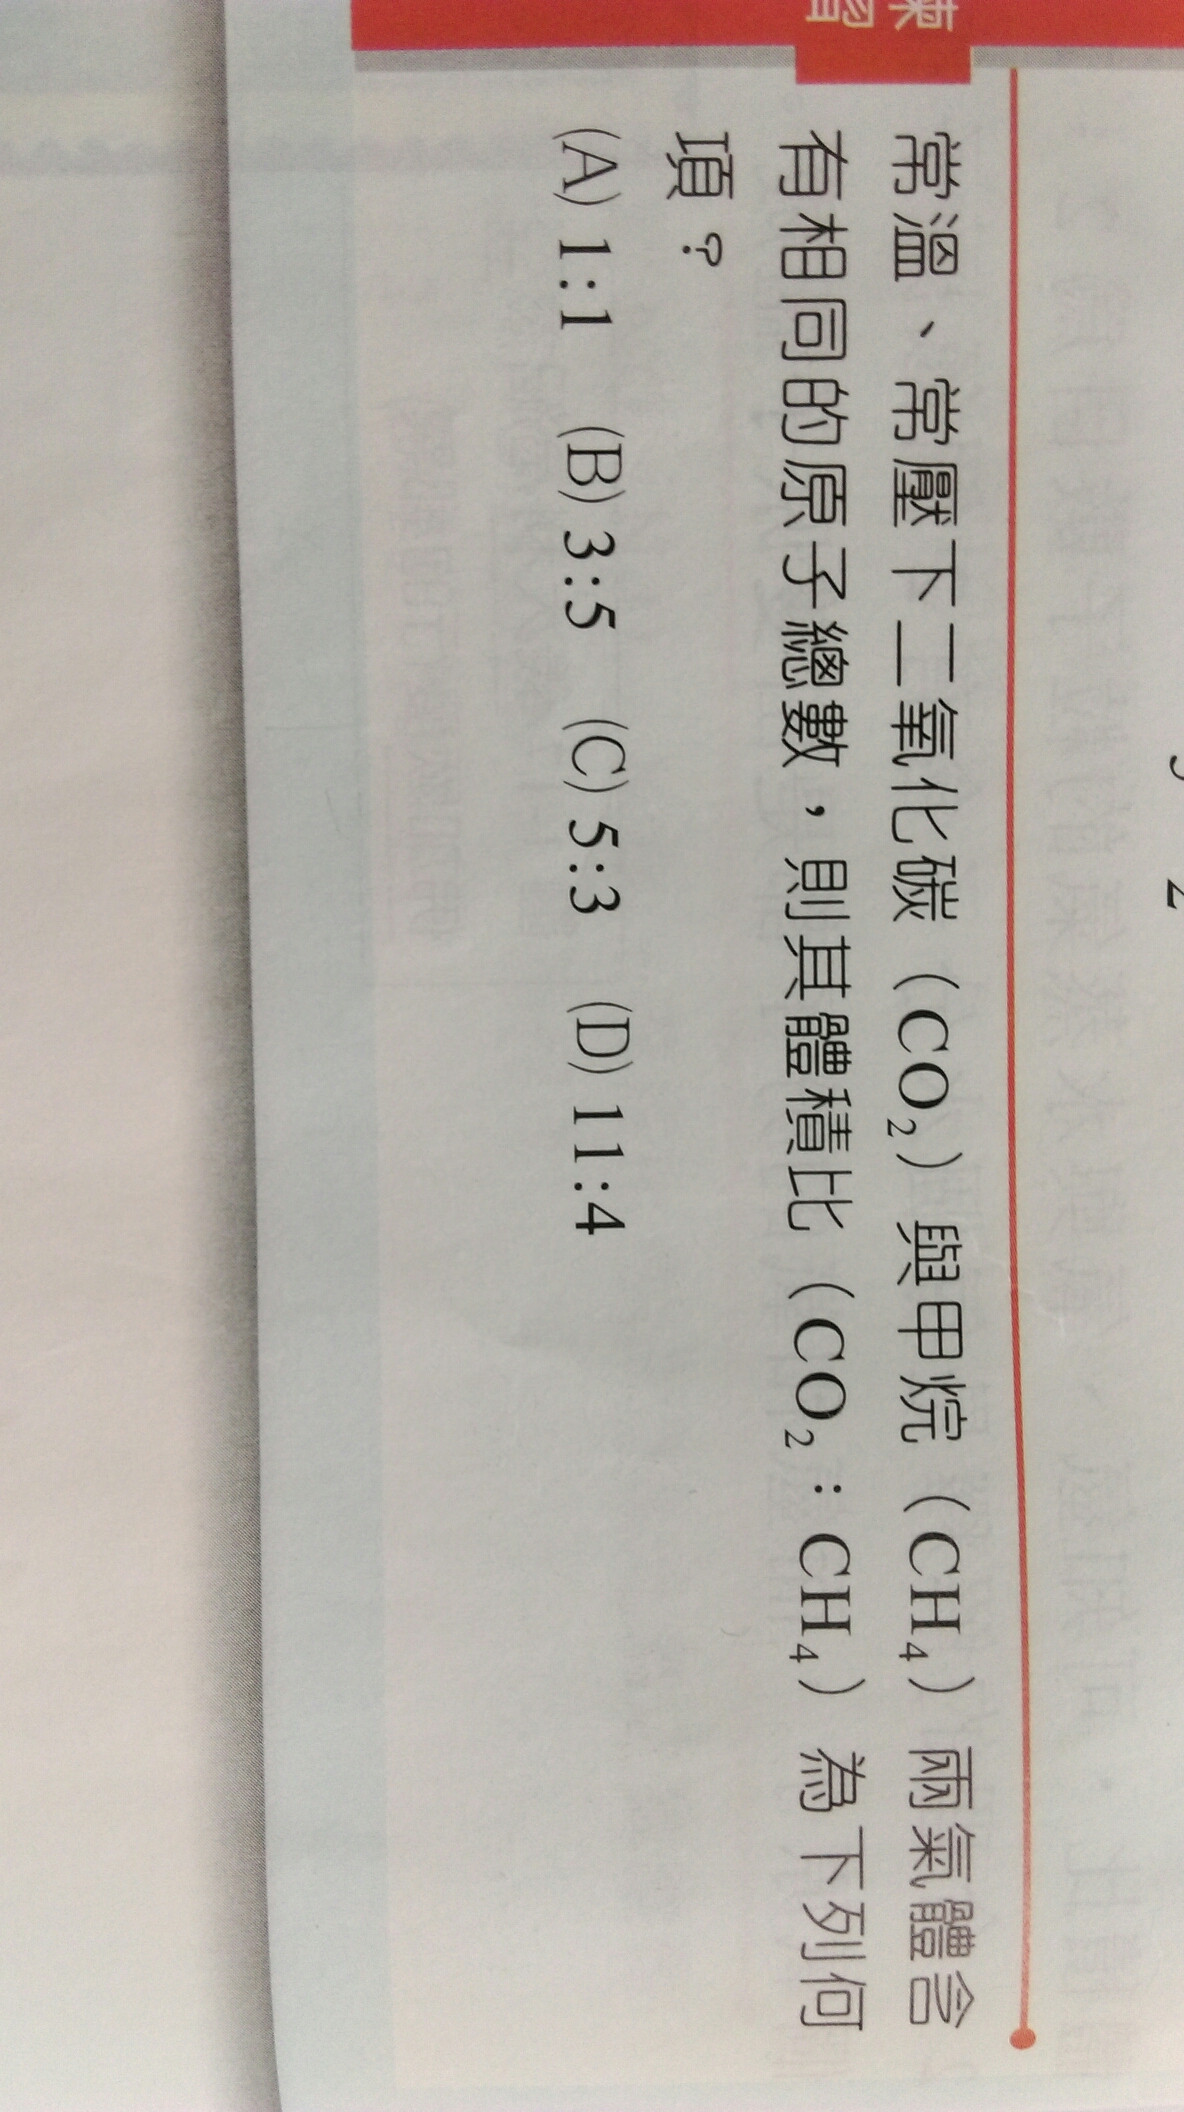 練習
常溫、常壓下二氧化碳（CO₂）與甲烷（CH₄）兩氣體含
有相同的原子總數，則其體積比（CO₂：CH₄）為下列何
項？
(A) 1:1 (B) 3:5 (C) 5:3 (D) 11:4